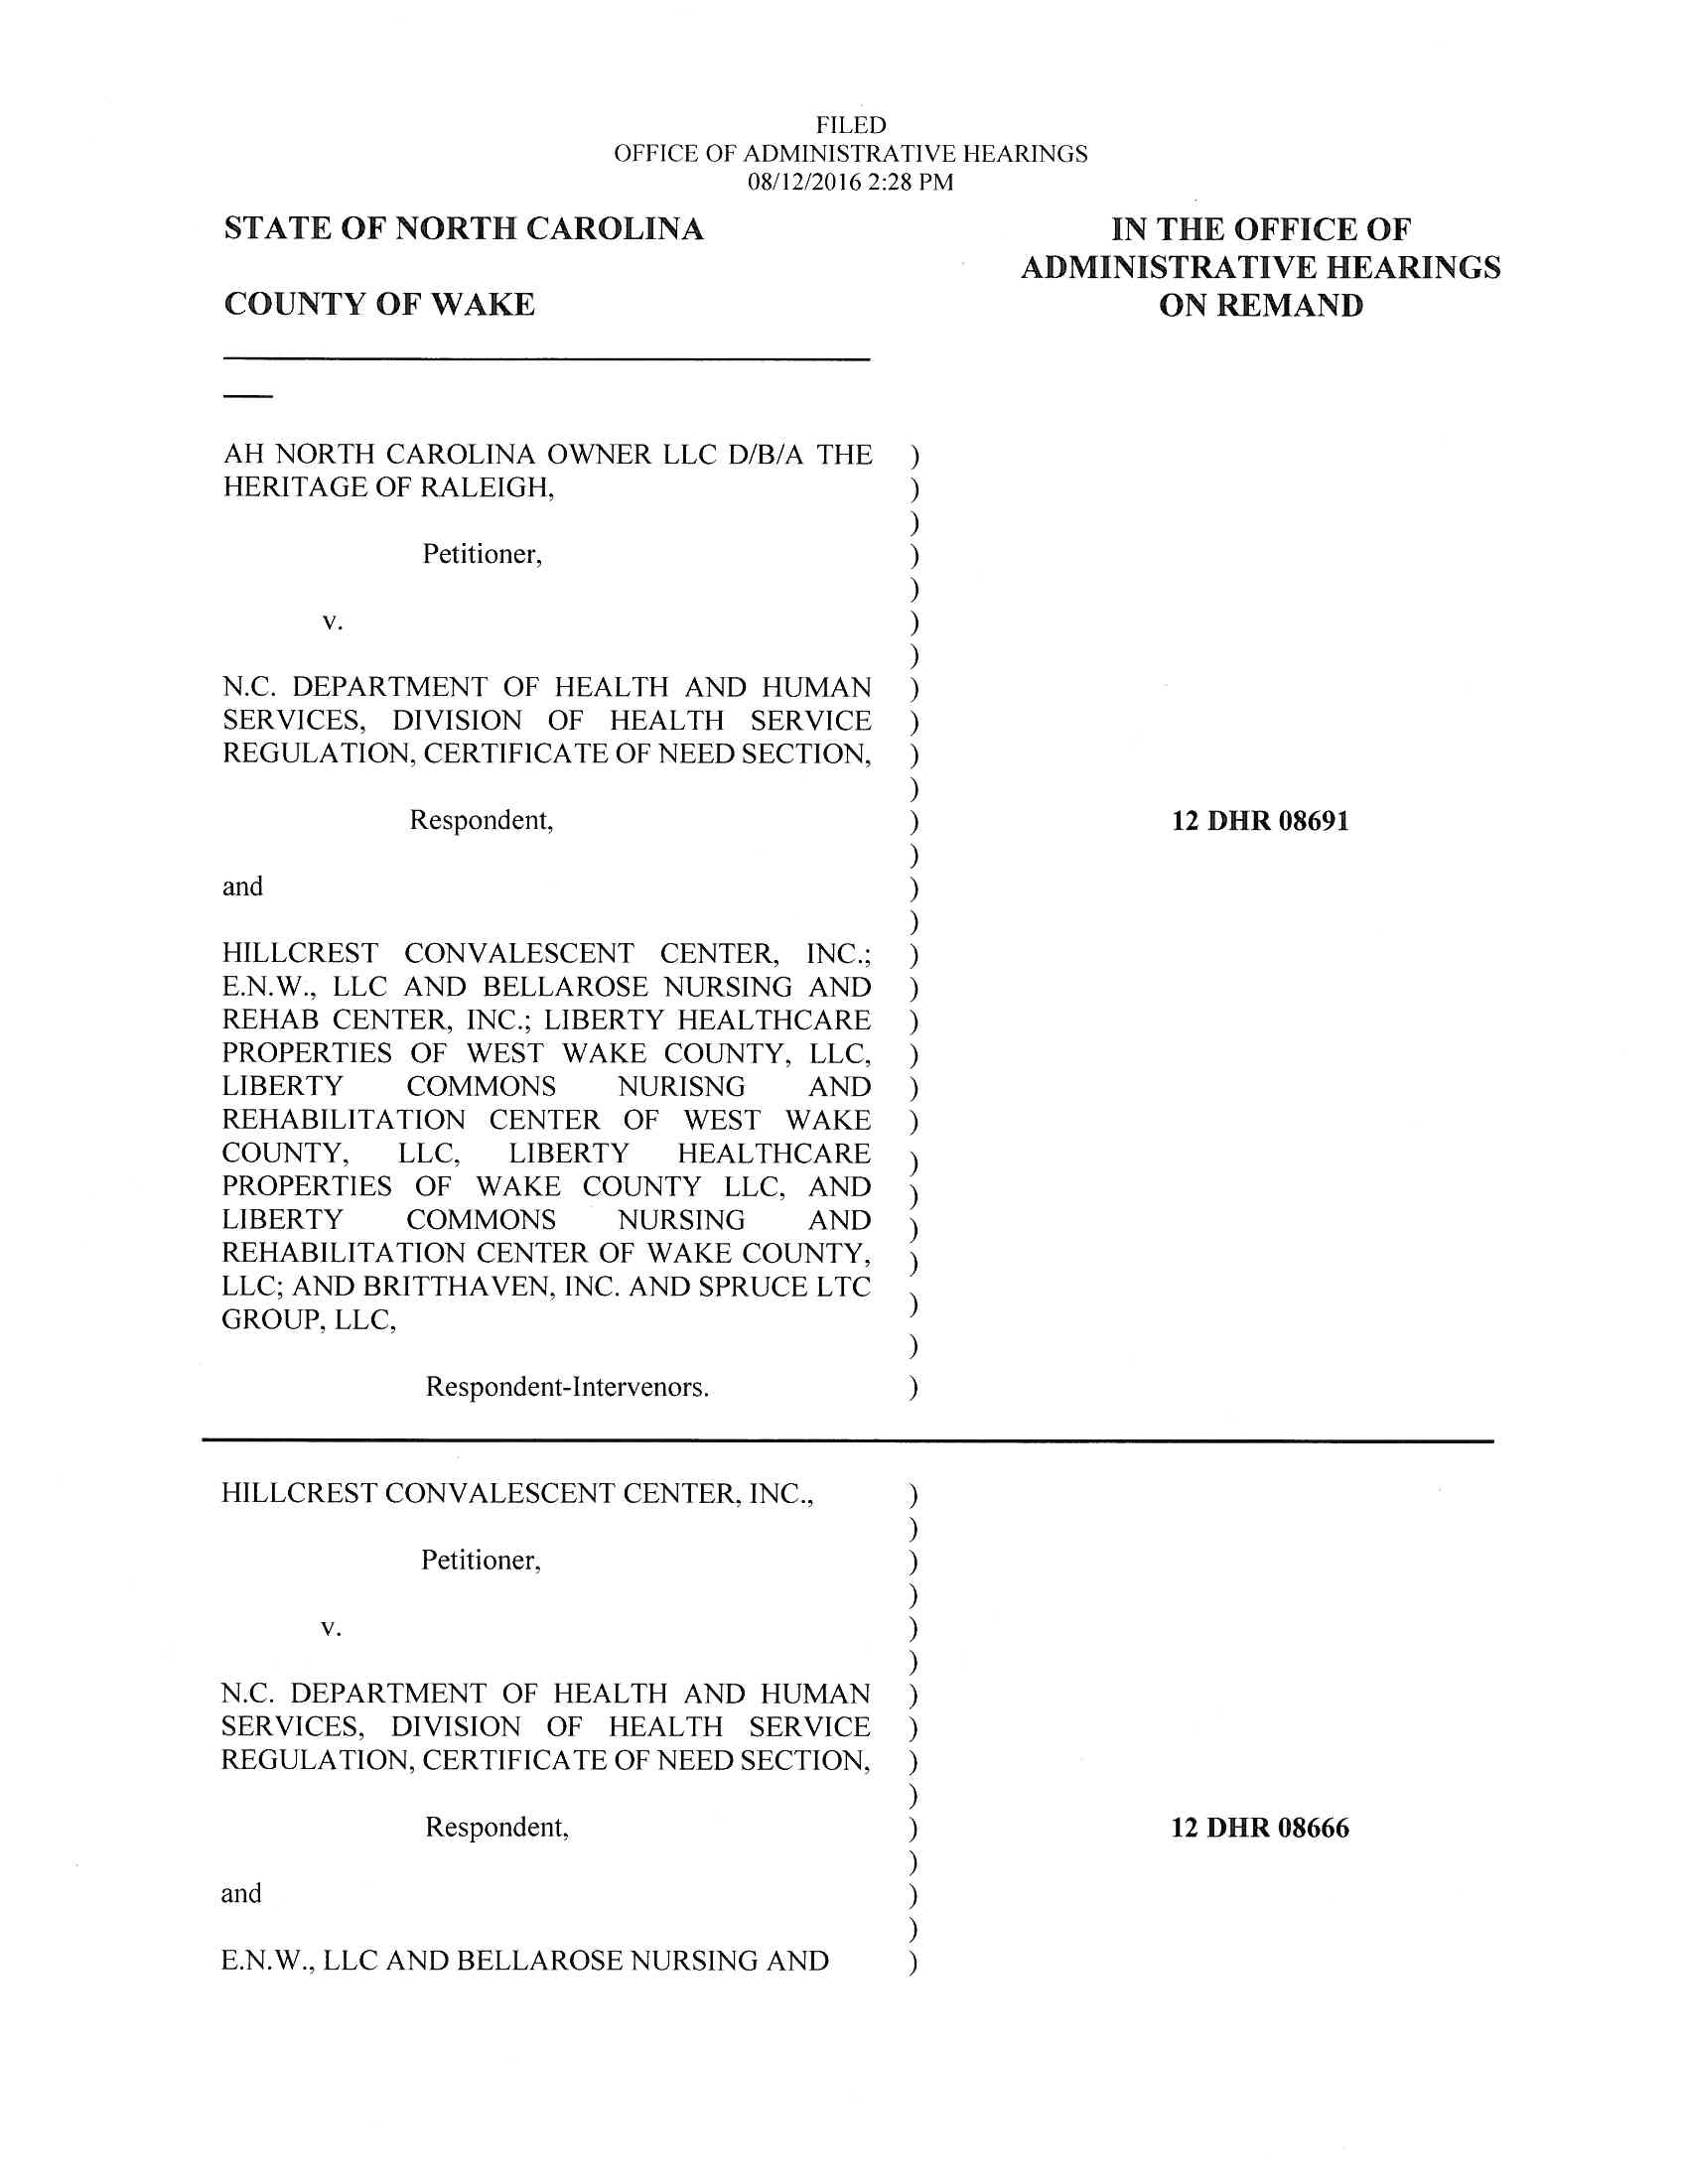 FILED
OFFICE OF ADMINISTRATIVE HEARINGS
08/12/2016 2:28 PM
STATE OF NORTH CAROLINA
IN THE OFFICE OF
ADMINISTRATIVE HEARINGS
COUNTY OF WAKE
ON REMAND
AH NORTH CAROLINA OWNER LLC D/B/A THE )
HERITAGE OF RALEIGH, )
)
Petitioner, )
)
v. )
)
N.C. DEPARTMENT OF HEALTH AND HUMAN )
SERVICES, DIVISION OF HEALTH SERVICE )
REGULATION, CERTIFICATE OF NEED SECTION, )
)
Respondent, ) 12 DHR 08691
)
and )
)
HILLCREST CONVALESCENT CENTER, INC.; )
E.N.W., LLC AND BELLAROSE NURSING AND )
REHAB CENTER, INC.; LIBERTY HEALTHCARE )
PROPERTIES OF WEST WAKE COUNTY, LLC, )
LIBERTY COMMONS NURISNG AND )
REHABILITATION CENTER OF WEST WAKE )
COUNTY, LLC, LIBERTY HEALTHCARE )
PROPERTIES OF WAKE COUNTY LLC, AND )
LIBERTY COMMONS NURSING AND )
REHABILITATION CENTER OF WAKE COUNTY, )
LLC; AND BRITTHAVEN, INC. AND SPRUCE LTC )
GROUP, LLC,
)
Respondent-Intervenors. )
HILLCREST CONVALESCENT CENTER, INC., )
)
Petitioner, )
)
v. )
)
N.C. DEPARTMENT OF HEALTH AND HUMAN )
SERVICES, DIVISION OF HEALTH SERVICE )
REGULATION, CERTIFICATE OF NEED SECTION, )
)
Respondent, ) 12 DHR 08666
)
and )
)
E.N.W., LLC AND BELLAROSE NURSING AND )